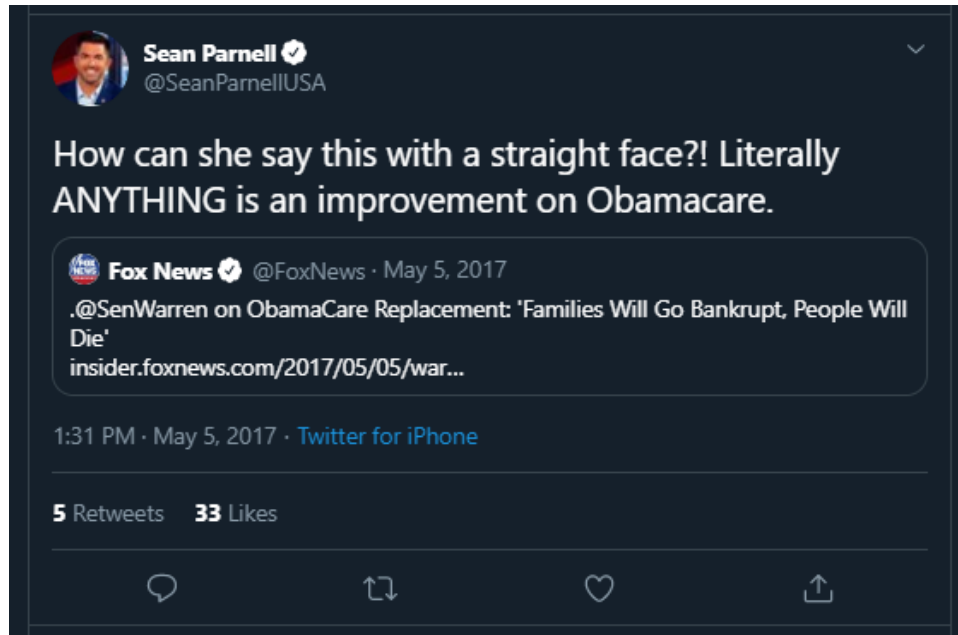 Sean Parnell
@SeanParnellUSA
How can she say this with a straight face?! Literally
ANYTHING is an improvement on Obamacare.
FOX NEWS
Fox News @FoxNews · May 5, 2017
.@SenWarren on ObamaCare Replacement: 'Families Will Go Bankrupt, People Will
Die'
insider.foxnews.com/2017/05/05/war...
1:31 PM · May 5, 2017 · Twitter for iPhone
5 Retweets 33 Likes